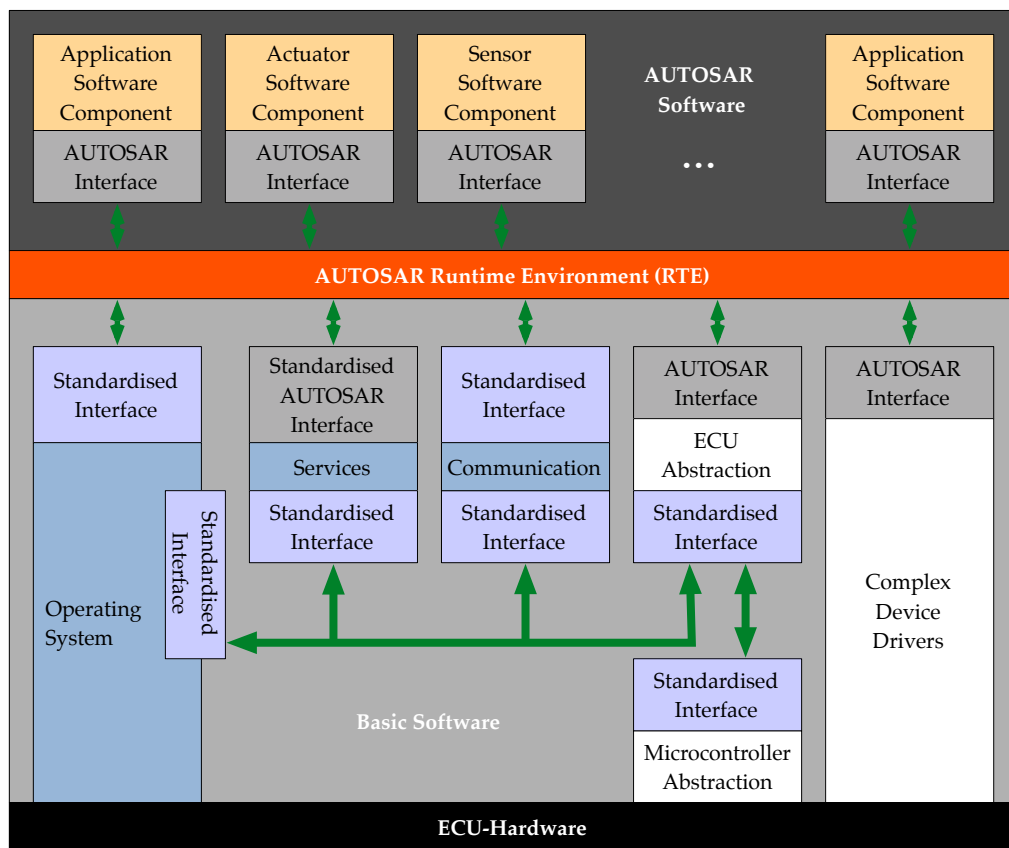 Application
Software
Component
AUTOSAR
Interface
Actuator
Software
Component
AUTOSAR
Interface
Sensor
Software
Component
AUTOSAR
Interface
AUTOSAR
Software
...
Application
Software
Component
AUTOSAR
Interface
AUTOSAR Runtime Environment (RTE)
Standardised
Interface
Operating
System
Standardised
Interface
Standardised
AUTOSAR
Interface
Services
Standardised
Interface
Standardised
Interface
Communication
Standardised
Interface
AUTOSAR
Interface
ECU
Abstraction
Standardised
Interface
Standardised
Interface
Microcontroller
Abstraction
AUTOSAR
Interface
Complex
Device
Drivers
Basic Software
ECU-Hardware